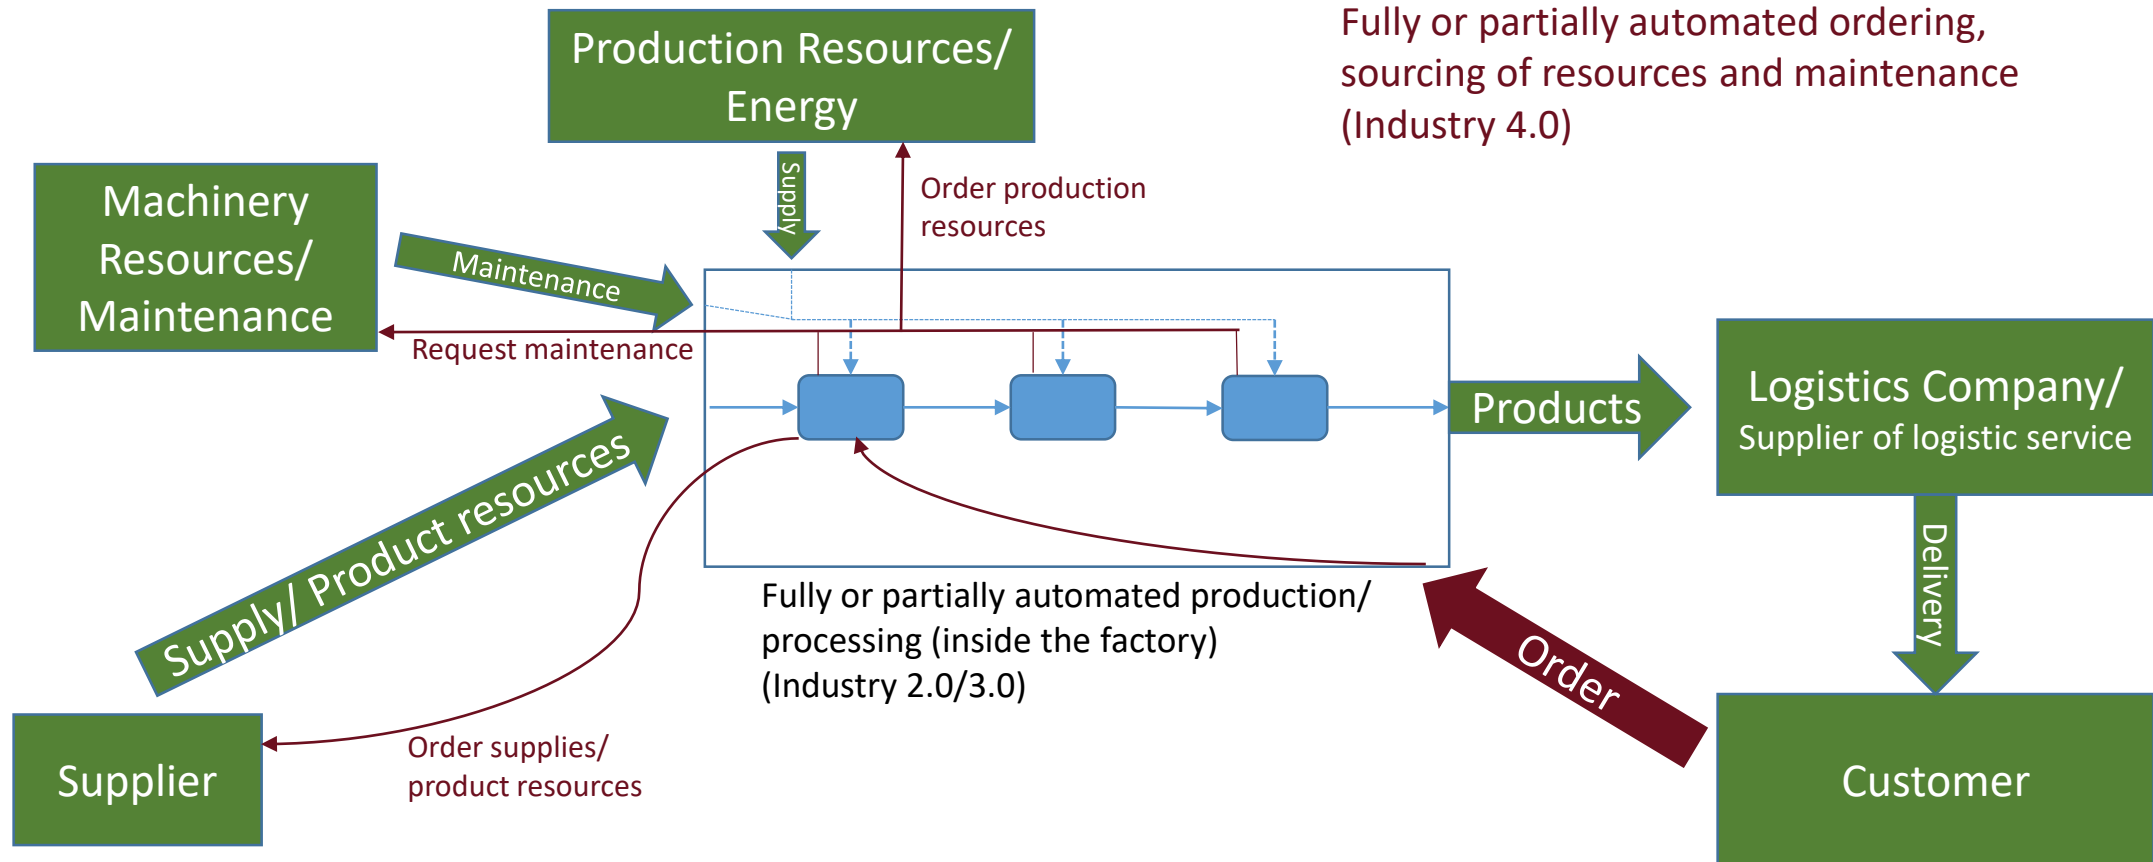 Production Resources/
Energy
Fully or partially automated ordering,
sourcing of resources and maintenance
(Industry 4.0)
Machinery
Resources/
Maintenance
Supply
Order production
resources
Maintenance
Request maintenance
Products
Logistics Company/
Supplier of logistic service
Supply/ Product resources
Delivery
Fully or partially automated production/
processing (inside the factory)
(Industry 2.0/3.0)
Order
Order supplies/
product resources
Supplier
Customer